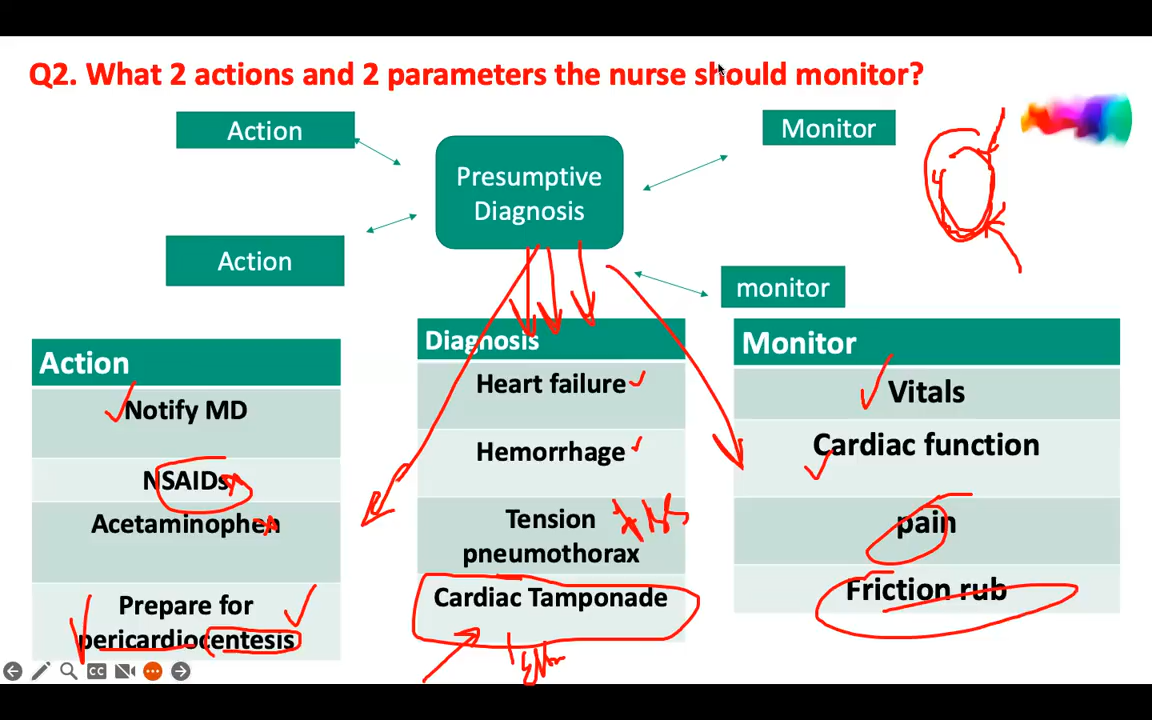 Q2. What 2 actions and 2 parameters the nurse should monitor?
Action
Monitor
Presumptive
Diagnosis
Action
monitor
Action
Notify MD
NSAIDs
Acetaminophen
Prepare for
pericardiocentesis
Diagnosis
Heart failure
Hemorrhage
Tension
pneumothorax
Cardiac Tamponade
Monitor
Vitals
Cardiac function
pain
Friction rub
CC